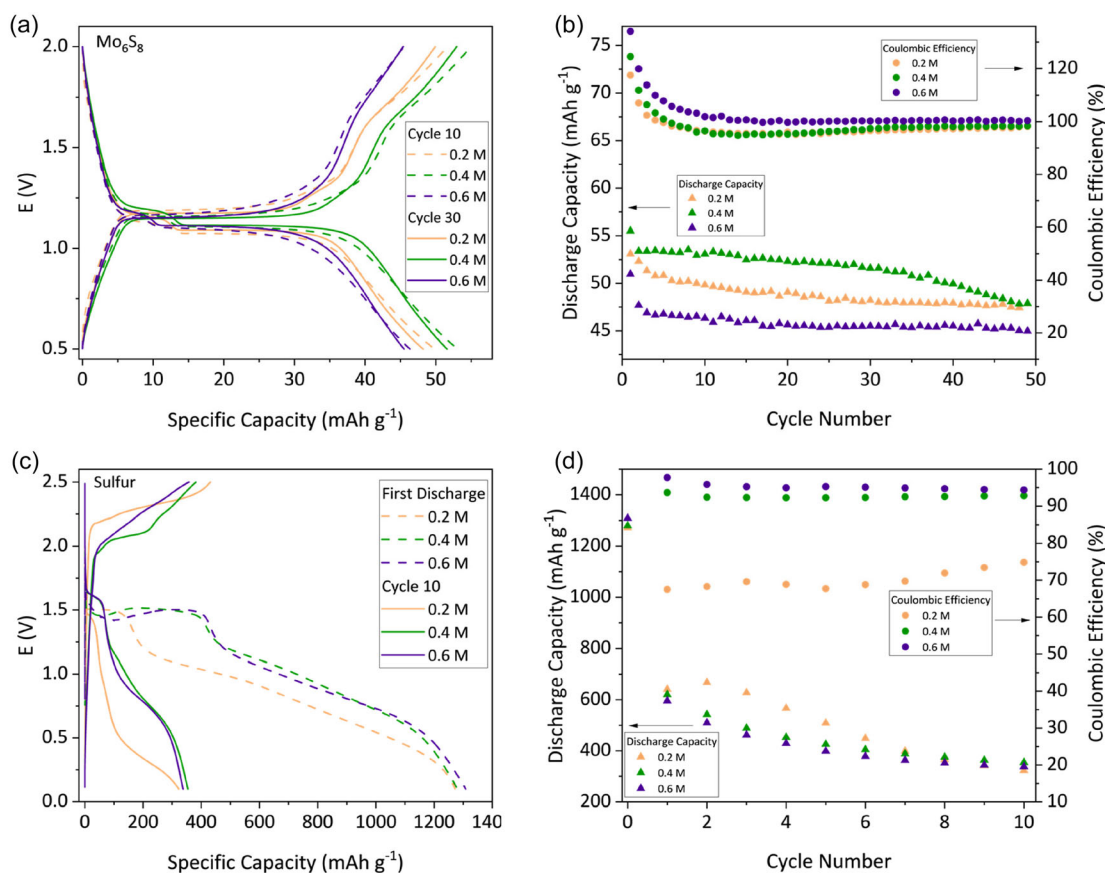 (a)
Mo₆S₈
2.0
1.5
1.0
0.5
E (V)
Cycle 10
0.2 M
0.4 M
0.6 M
Cycle 30
0.2 M
0.4 M
0.6 M
0 10 20 30 40 50
Specific Capacity (mAh g⁻¹)
(b)
75
70
65
60
55
50
45
Discharge Capacity (mAh g⁻¹)
Coulombic Efficiency
0.2 M
0.4 M
0.6 M
Discharge Capacity
0.2 M
0.4 M
0.6 M
100
80
60
40
20
Coulombic Efficiency (%)
0 10 20 30 40 50
Cycle Number
(c)
Sulfur
2.5
2.0
1.5
1.0
0.5
0.0
E (V)
First Discharge
0.2 M
0.4 M
0.6 M
Cycle 10
0.2 M
0.4 M
0.6 M
0 200 400 600 800 1000 1200 140
Specific Capacity (mAh g⁻¹)
(d)
1400
1200
1000
800
600
400
200
Discharge Capacity (mAh g⁻¹)
Coulombic Efficiency
0.2 M
0.4 M
0.6 M
Discharge Capacity
0.2 M
0.4 M
0.6 M
100
90
80
70
60
50
40
30
20
10
Coulombic Efficiency (%)
0 2 4 6 8 10
Cycle Number